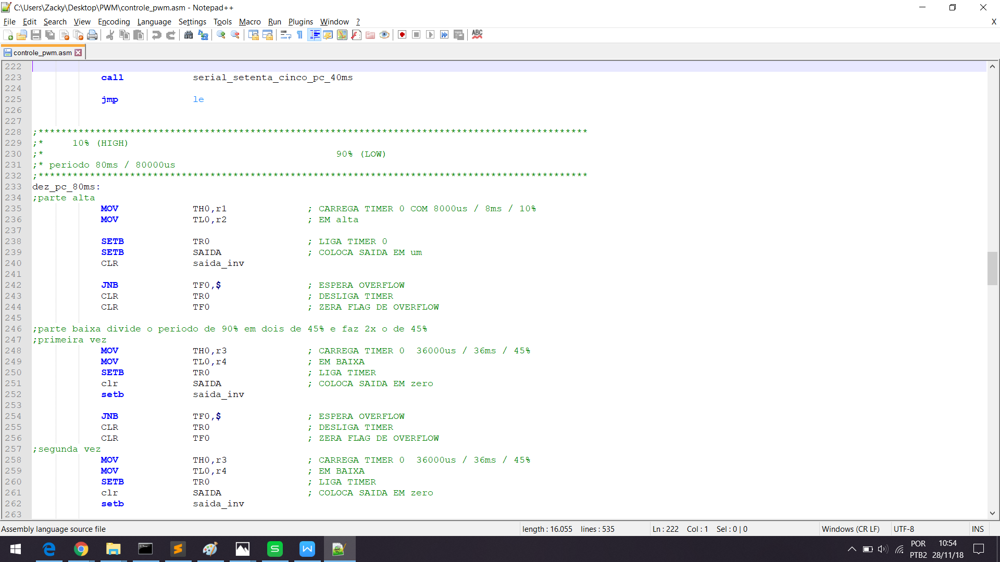 C:\Users\Zacky\Desktop\PWM\controle_pwm.asm - Notepad++
File Edit Search View Encoding Language Settings Tools Macro Run Plugins Window ? X
ABC
controle_pwm.asm
222
223 call serial_setenta_cinco_pc_40ms
224
225 jmp le
226
227
228 ;************************************************************************************************
229 ;* 10% (HIGH)
230 ;* 90% (LOW)
231 ;* periodo 80ms / 80000us
232 ;************************************************************************************************
233 dez_pc_80ms:
234 ;parte alta
235 MOV TH0,r1 ; CARREGA TIMER 0 COM 8000us / 8ms / 10%
236 MOV TL0,r2 ; EM alta
237
238 SETB TR0 ; LIGA TIMER 0
239 SETB SAIDA ; COLOCA SAIDA EM um
240 CLR saida_inv
241
242 JNB TF0,$ ; ESPERA OVERFLOW
243 CLR TR0 ; DESLIGA TIMER
244 CLR TF0 ; ZERA FLAG DE OVERFLOW
245
246 ;parte baixa divide o periodo de 90% em dois de 45% e faz 2x o de 45%
247 ;primeira vez
248 MOV TH0,r3 ; CARREGA TIMER 0  36000us / 36ms / 45%
249 MOV TL0,r4 ; EM BAIXA
250 SETB TR0 ; LIGA TIMER
251 clr SAIDA ; COLOCA SAIDA EM zero
252 setb saida_inv
253
254 JNB TF0,$ ; ESPERA OVERFLOW
255 CLR TR0 ; DESLIGA TIMER
256 CLR TF0 ; ZERA FLAG DE OVERFLOW
257 ;segunda vez
258 MOV TH0,r3 ; CARREGA TIMER 0  36000us / 36ms / 45%
259 MOV TL0,r4 ; EM BAIXA
260 SETB TR0 ; LIGA TIMER
261 clr SAIDA ; COLOCA SAIDA EM zero
262 setb saida_inv
263
Assembly language source file length : 16.055 lines : 535 Ln : 222 Col : 1 Sel : 0 | 0 Windows (CR LF) UTF-8 INS
POR 10:54
PTB2 28/11/18